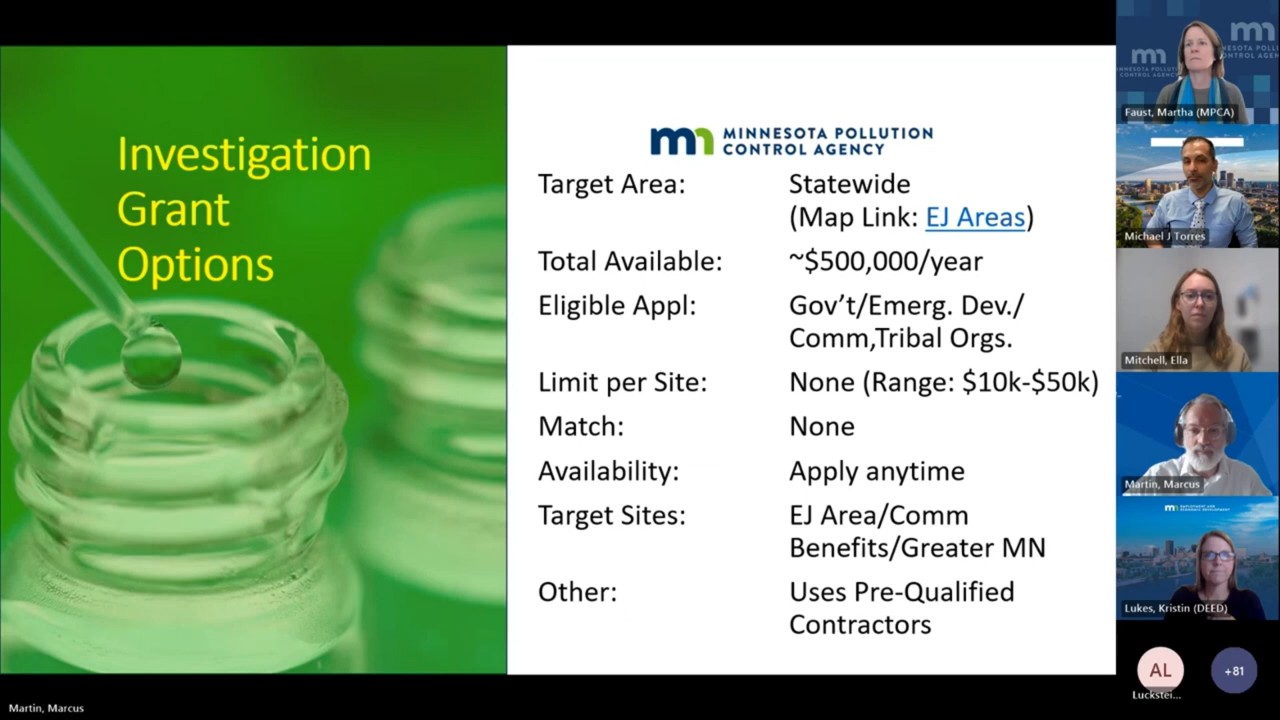 Investigation
Grant
Options
MINNESOTA POLLUTION
CONTROL AGENCY
Target Area: Statewide
(Map Link: EJ Areas)
Total Available: ~$500,000/year
Eligible Appl: Gov’t/Emerg. Dev./
Comm,Tribal Orgs.
Limit per Site: None (Range: $10k-$50k)
Match: None
Availability: Apply anytime
Target Sites: EJ Area/Comm
Benefits/Greater MN
Other: Uses Pre-Qualified
Contractors
Faust, Martha (MPCA)
Michael J Torres
Mitchell, Ella
Martin, Marcus
Lukes, Kristin (DEED)
AL
+81
Luckstei...
Martin, Marcus